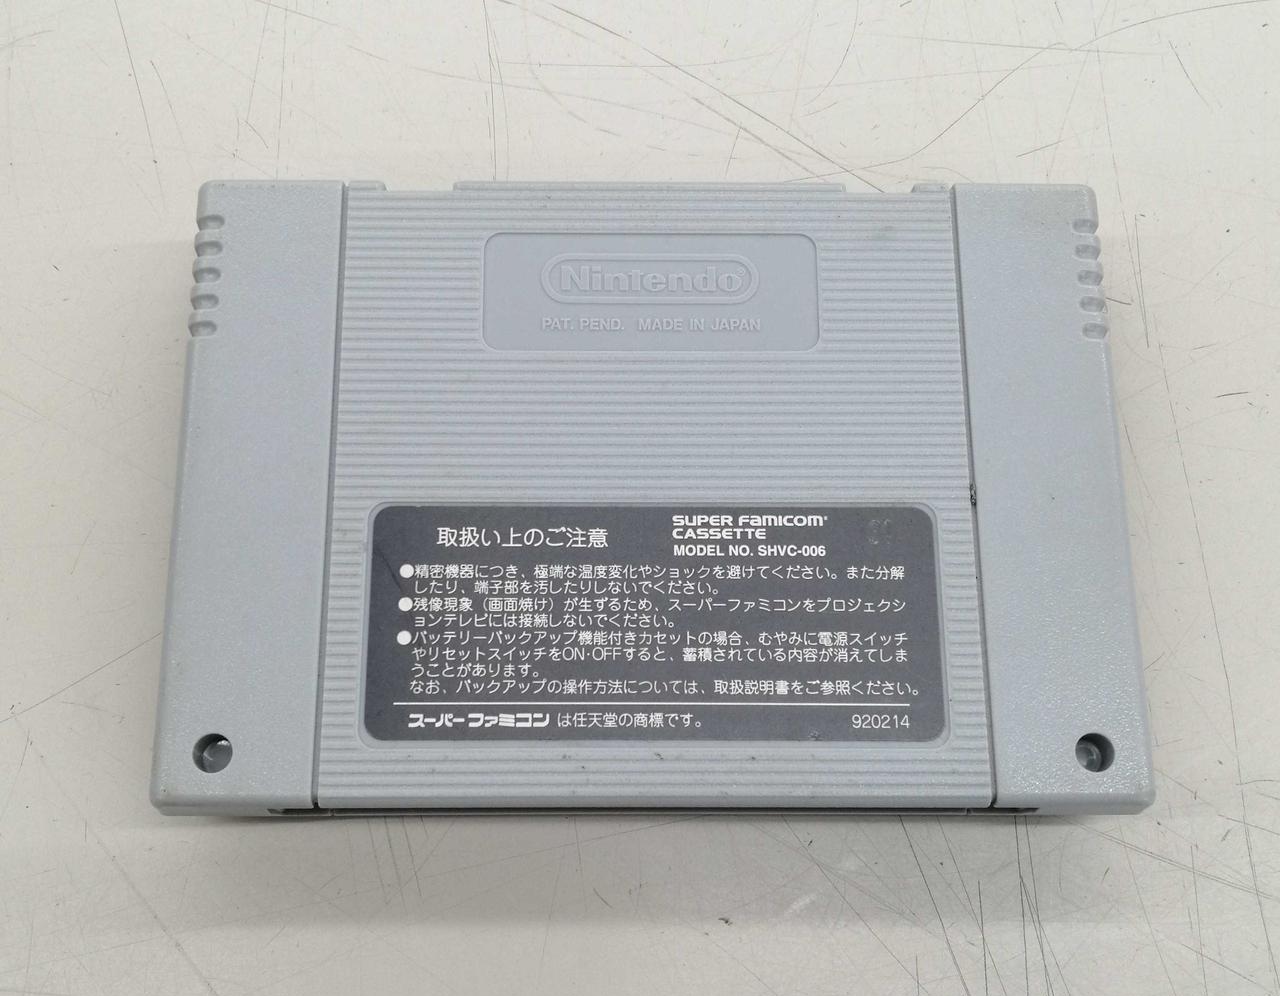 Nintendo®
PAT. PEND. MADE IN JAPAN
取扱い上のご注意
SUPER FAMICOM®
CASSETTE
MODEL NO. SHVC-006
●精密機器につき、極端な温度変化やショックを避けてください。また分解
したり、端子部を汚したりしないでください。
●残像現象（画面焼け）が生ずるため、スーパーファミコンをプロジェクシ
ョンテレビには接続しないでください。
●バッテリーバックアップ機能付きカセットの場合、むやみに電源スイッチ
やリセットスイッチをON·OFFすると、蓄積されている内容が消えてしま
うことがあります。
なお、バックアップの操作方法については、取扱説明書をご参照ください。
スーパーファミコン は任天堂の商標です。 920214